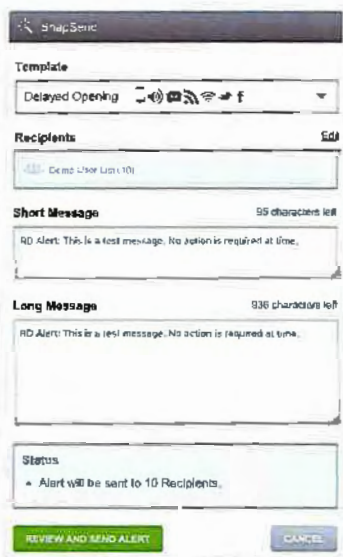 SnapSend
Template
Delayed Opening
Recipients Edit
Demo User List (10)
Short Message 95 characters left
RD Alert: This is a test message. No action is required at time.
Long Message 936 characters left
RD Alert: This is a test message. No action is required at time.
Status
Alert will be sent to 10 Recipients.
REVIEW AND SEND ALERT CANCEL